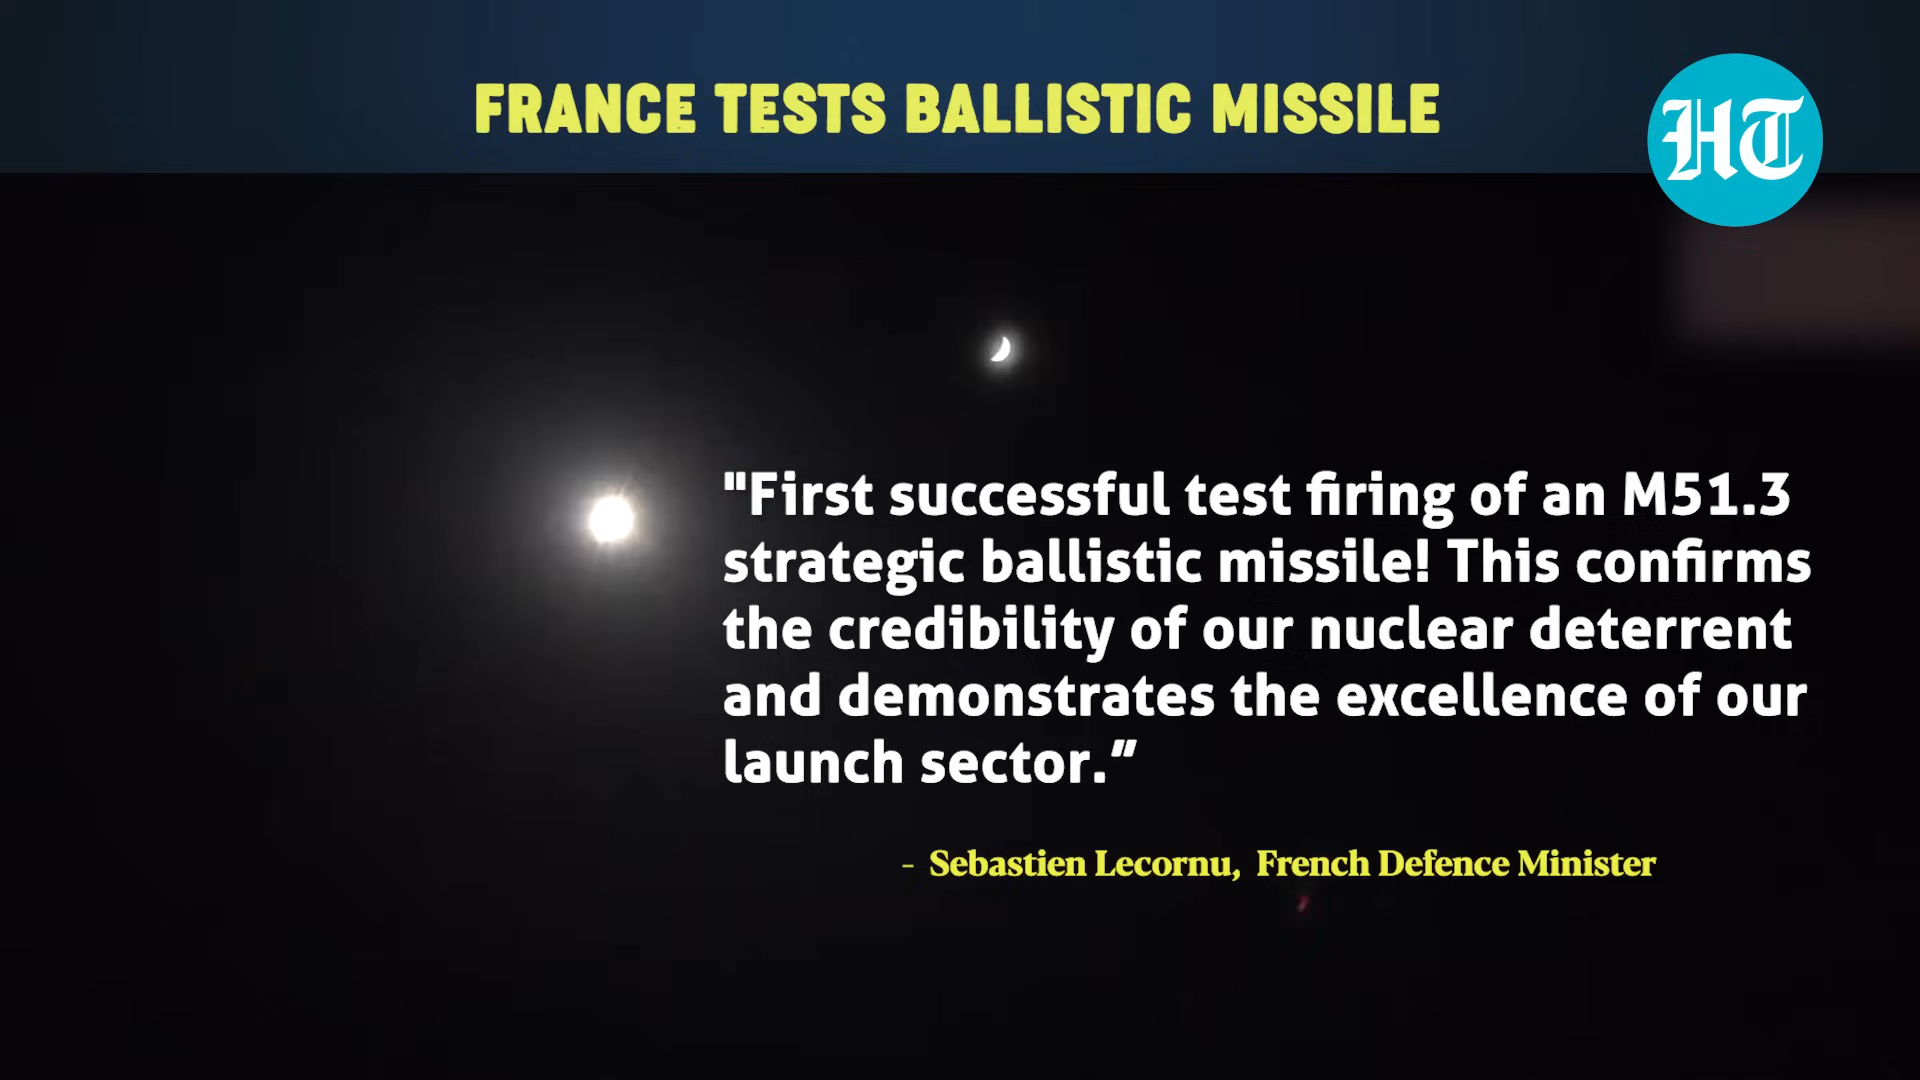 FRANCE TESTS BALLISTIC MISSILE
HT
"First successful test firing of an M51.3
strategic ballistic missile! This confirms
the credibility of our nuclear deterrent
and demonstrates the excellence of our
launch sector.”
- Sebastien Lecornu, French Defence Minister